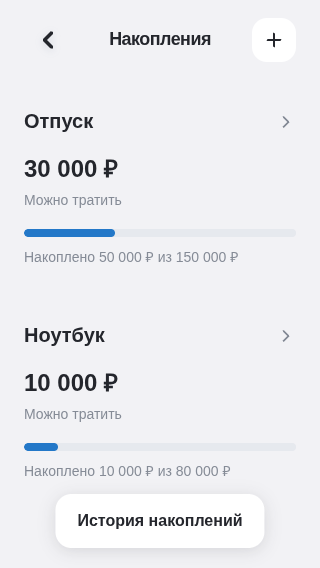 Накопления
Отпуск
30 000 ₽
Можно тратить
Накоплено 50 000 ₽ из 150 000 ₽
Ноутбук
10 000 ₽
Можно тратить
Накоплено 10 000 ₽ из 80 000 ₽
История накоплений